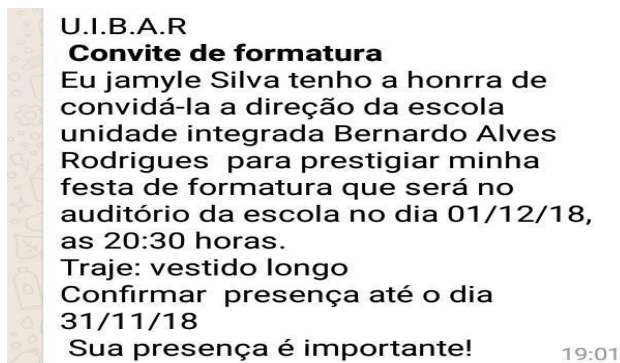 U.I.B.A.R
Convite de formatura
Eu jamyle Silva tenho a honrra de
convidá-la a direção da escola
unidade integrada Bernardo Alves
Rodrigues  para prestigiar minha
festa de formatura que será no
auditório da escola no dia 01/12/18,
as 20:30 horas.
Traje: vestido longo
Confirmar  presença até o dia
31/11/18
Sua presença é importante!
19:01